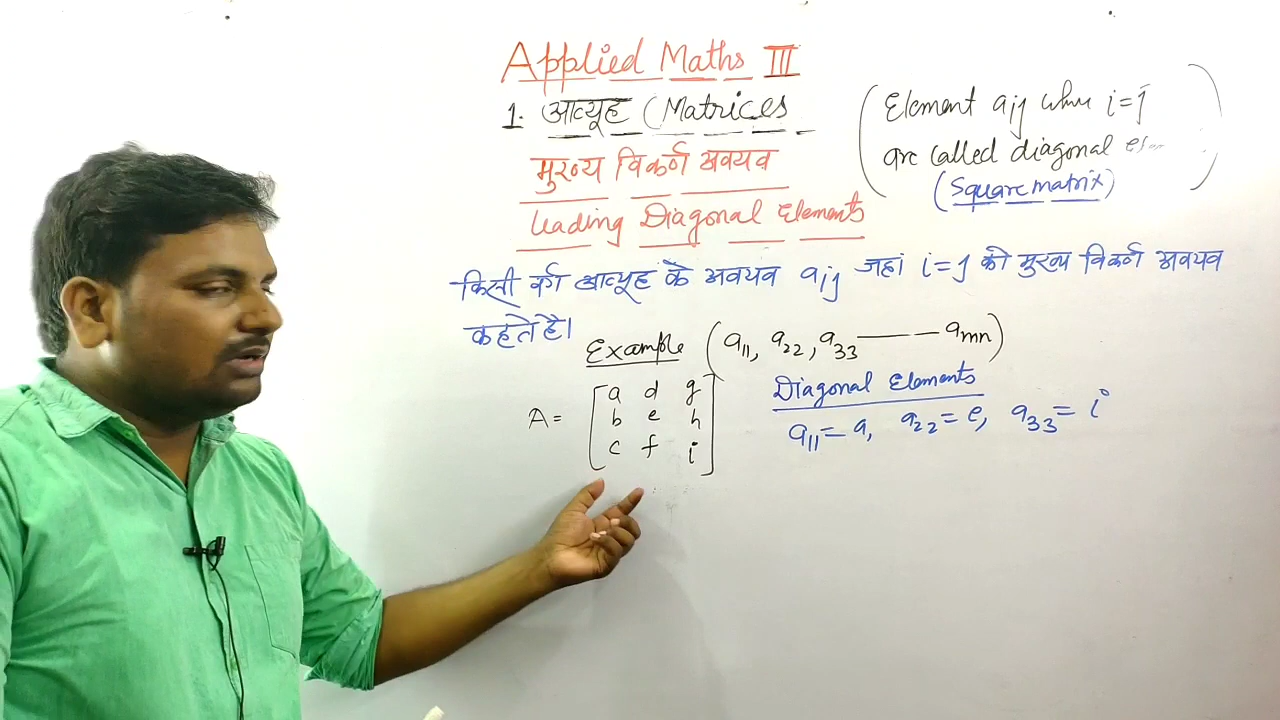 Applied Maths III
1. आव्यूह (Matrices
मुख्य विकर्ण अवयव
Leading Diagonal Elements
(Element aij where i=j
are called diagonal
(Square matrix)
किसी वर्ग आव्यूह के अवयव aij जहां i=j को मुख्य विकर्ण अवयव
कहते है।
Example (a11, a22, a33 ——— amn)
A = [a d g
b e h
c f i]
Diagonal Elements
a11 = a, a22 = e, a33 = i